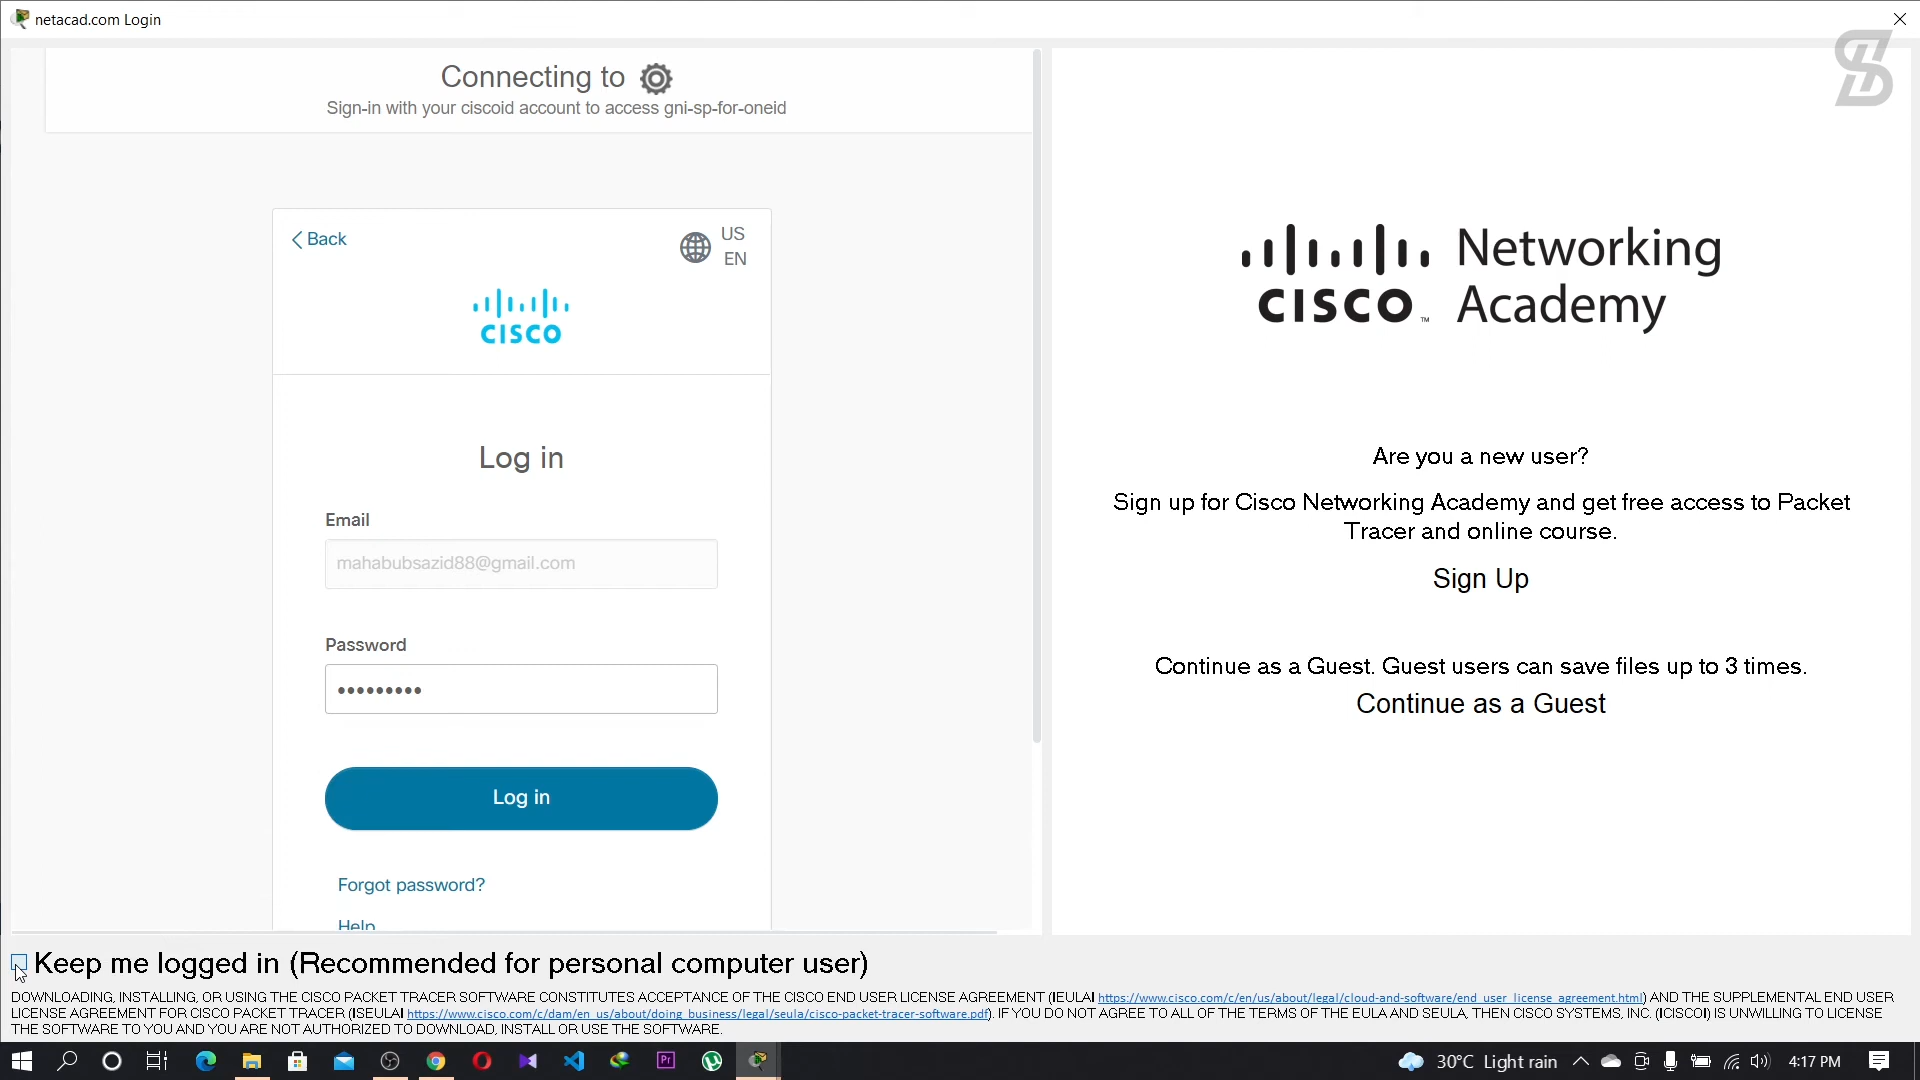 netacad.com Login
Connecting to
Sign-in with your ciscoid account to access gni-sp-for-oneid
Back
US
EN
CISCO
Log in
Email
mahabubsazid88@gmail.com
Password
Log in
Forgot password?
Help
Networking
CISCO™ Academy
Are you a new user?
Sign up for Cisco Networking Academy and get free access to Packet
Tracer and online course.
Sign Up
Continue as a Guest. Guest users can save files up to 3 times.
Continue as a Guest
Keep me logged in (Recommended for personal computer user)
DOWNLOADING, INSTALLING, OR USING THE CISCO PACKET TRACER SOFTWARE CONSTITUTES ACCEPTANCE OF THE CISCO END USER LICENSE AGREEMENT (IEULAI https://www.cisco.com/c/en/us/about/legal/cloud-and-software/end_user_license_agreement.html) AND THE SUPPLEMENTAL END USER
LICENSE AGREEMENT FOR CISCO PACKET TRACER (ISEULAI https://www.cisco.com/c/dam/en_us/about/doing_business/legal/seula/cisco-packet-tracer-software.pdf). IF YOU DO NOT AGREE TO ALL OF THE TERMS OF THE EULA AND SEULA, THEN CISCO SYSTEMS, INC. (ICISCOI) IS UNWILLING TO LICENSE
THE SOFTWARE TO YOU AND YOU ARE NOT AUTHORIZED TO DOWNLOAD, INSTALL OR USE THE SOFTWARE.
Pr
30°C Light rain
4:17 PM